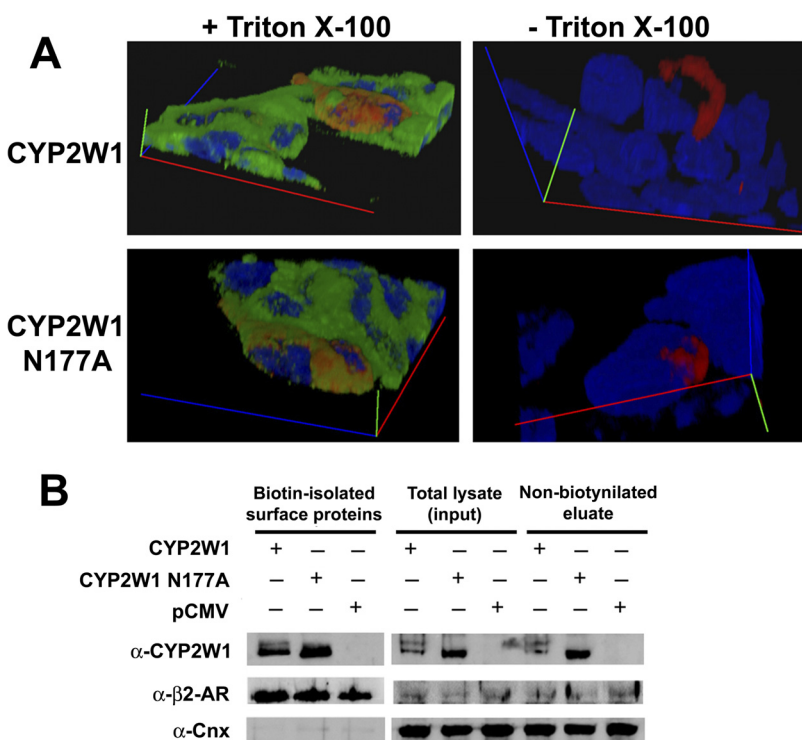 + Triton X-100
- Triton X-100
A
CYP2W1
CYP2W1
N177A
B
Biotin-isolated
surface proteins
Total lysate
(input)
Non-biotynilated
eluate
CYP2W1 + – – + – – + – –
CYP2W1 N177A – + – – + – – + –
pCMV – – + – – + – – +
α-CYP2W1
α-β2-AR
α-Cnx